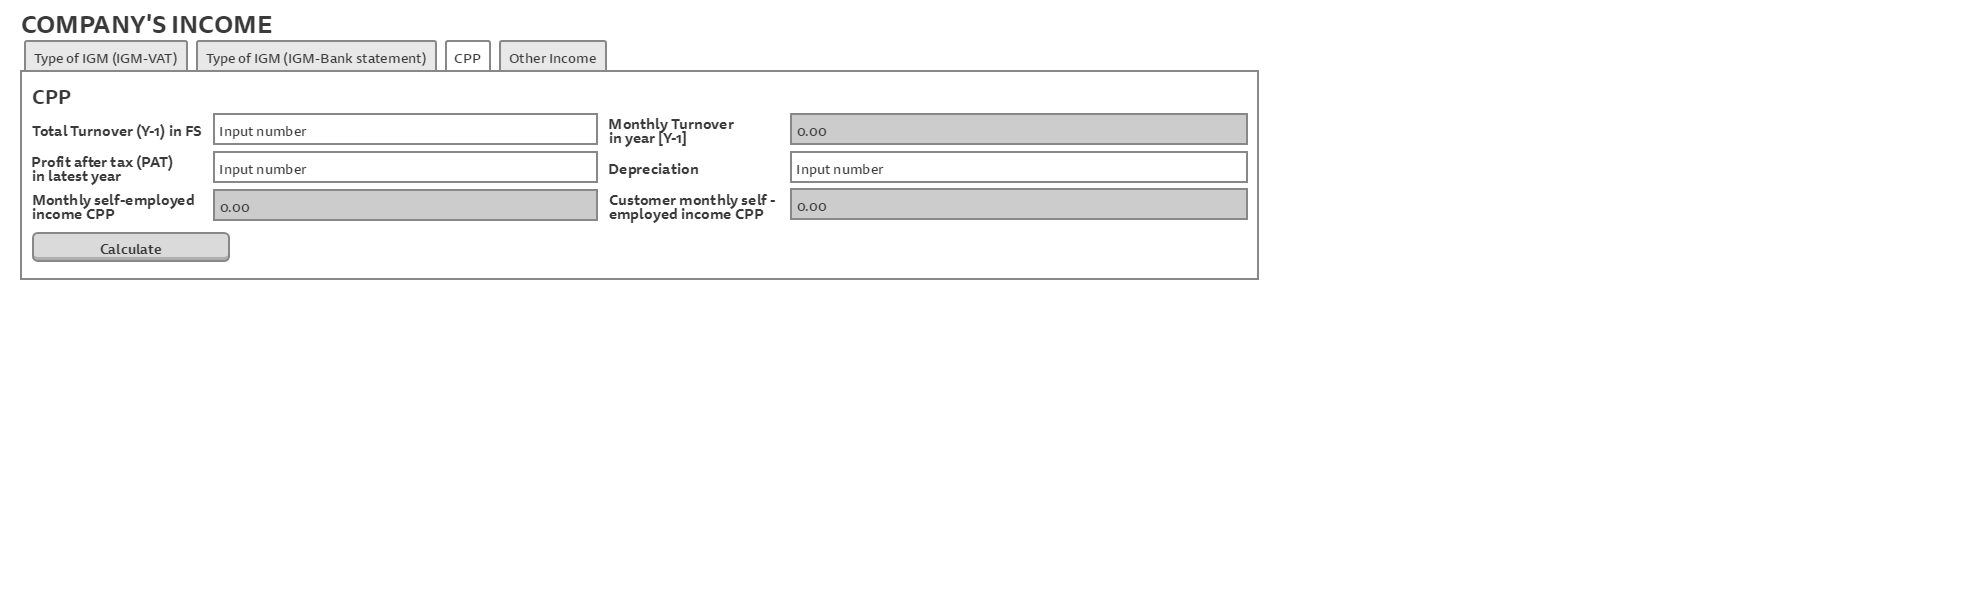 COMPANY'S INCOME
Type of IGM (IGM-VAT) Type of IGM (IGM-Bank statement) CPP Other Income
CPP
Total Turnover (Y-1) in FS
Input number
Monthly Turnover
in year [Y-1]
0.00
Profit after tax (PAT)
in latest year
Input number
Depreciation
Input number
Monthly self-employed
income CPP
0.00
Customer monthly self -
employed income CPP
0.00
Calculate